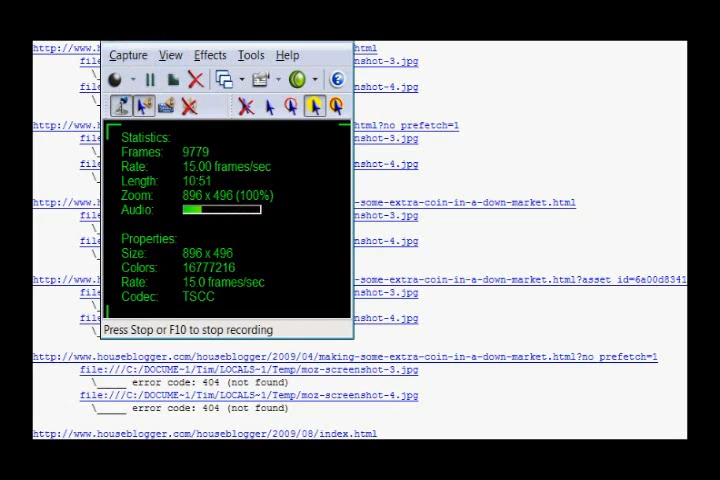 http://www.h
html
Capture View Effects Tools Help
file
nshot-3.jpg
\_
file
nshot-4.jpg
\_
http://www.h
html?no_prefetch=1
file
nshot-3.jpg
\_
file
nshot-4.jpg
\_
Statistics:
Frames: 9779
Rate: 15.00 frames/sec
Length: 10:51
Zoom: 896 x 496 (100%)
Audio:
Properties:
Size: 896 x 496
Colors: 16777216
Rate: 15.0 frames/sec
Codec: TSCC
Press Stop or F10 to stop recording
http://www.h
-some-extra-coin-in-a-down-market.html
file
nshot-3.jpg
\_
file
nshot-4.jpg
\_
http://www.h
-some-extra-coin-in-a-down-market.html?asset_id=6a00d8341
file
nshot-3.jpg
\_
file
nshot-4.jpg
\_
http://www.houseblogger.com/houseblogger/2009/04/making-some-extra-coin-in-a-down-market.html?no_prefetch=1
file:///C:/DOCUME~1/Tim/LOCALS~1/Temp/moz-screenshot-3.jpg
\_____ error code: 404 (not found)
file:///C:/DOCUME~1/Tim/LOCALS~1/Temp/moz-screenshot-4.jpg
\_____ error code: 404 (not found)
http://www.houseblogger.com/houseblogger/2009/08/index.html